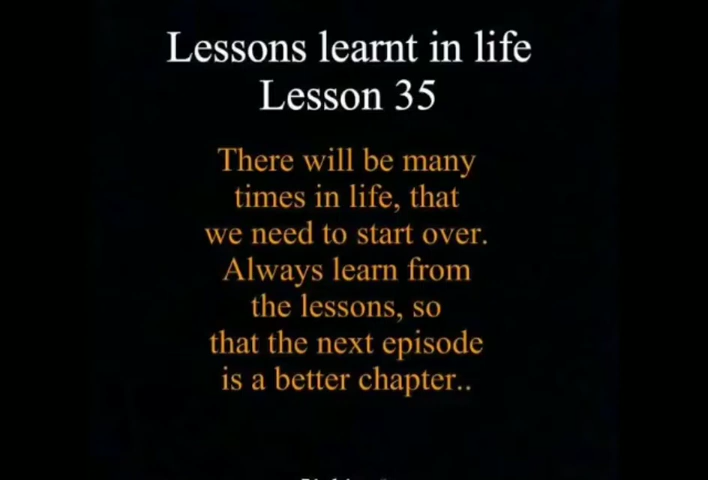 Lessons learnt in life
Lesson 35
There will be many
times in life, that
we need to start over.
Always learn from
the lessons, so
that the next episode
is a better chapter..